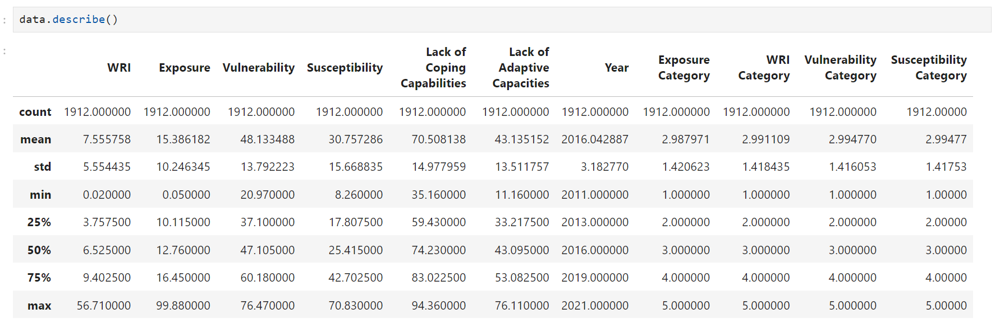 : data.describe()
:
WRI Exposure Vulnerability Susceptibility Lack of Coping Capabilities Lack of Adaptive Capacities Year Exposure Category WRI Category Vulnerability Category Susceptibility Category
count 1912.000000 1912.000000 1912.000000 1912.000000 1912.000000 1912.000000 1912.000000 1912.000000 1912.000000 1912.000000 1912.00000
mean 7.555758 15.386182 48.133488 30.757286 70.508138 43.135152 2016.042887 2.987971 2.991109 2.994770 2.99477
std 5.554435 10.246345 13.792223 15.668835 14.977959 13.511757 3.182770 1.420623 1.418435 1.416053 1.41753
min 0.020000 0.050000 20.970000 8.260000 35.160000 11.160000 2011.000000 1.000000 1.000000 1.000000 1.00000
25% 3.757500 10.115000 37.100000 17.807500 59.430000 33.217500 2013.000000 2.000000 2.000000 2.000000 2.00000
50% 6.525000 12.760000 47.105000 25.415000 74.230000 43.095000 2016.000000 3.000000 3.000000 3.000000 3.00000
75% 9.402500 16.450000 60.180000 42.702500 83.022500 53.082500 2019.000000 4.000000 4.000000 4.000000 4.00000
max 56.710000 99.880000 76.470000 70.830000 94.360000 76.110000 2021.000000 5.000000 5.000000 5.000000 5.00000